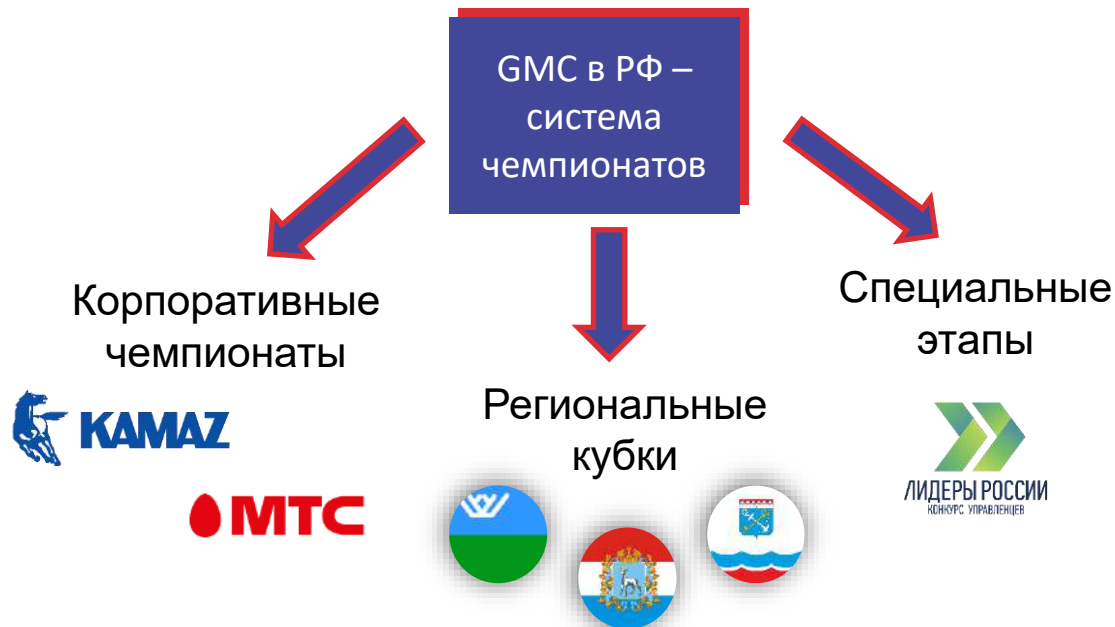 GMC в РФ –
система
чемпионатов
Корпоративные
чемпионаты
KAMAZ
МТС
Региональные
кубки
Специальные
этапы
ЛИДЕРЫ РОССИИ
КОНКУРС УПРАВЛЕНЦЕВ